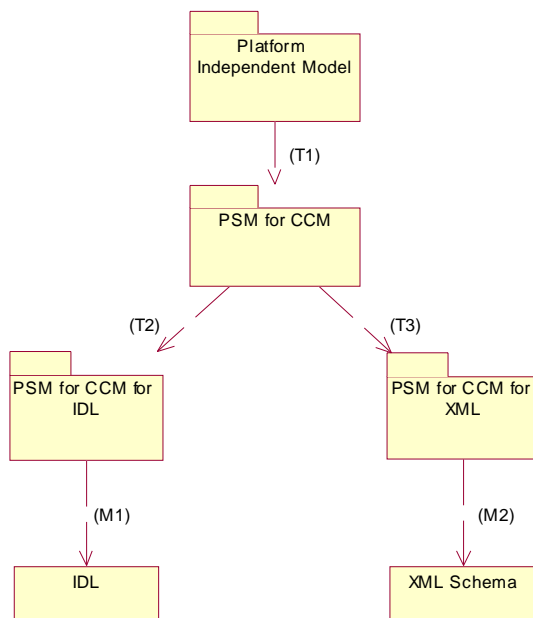 Platform
Independent Model
(T1)
PSM for CCM
(T2)
(T3)
PSM for CCM for
IDL
PSM for CCM for
XML
(M1)
(M2)
IDL
XML Schema